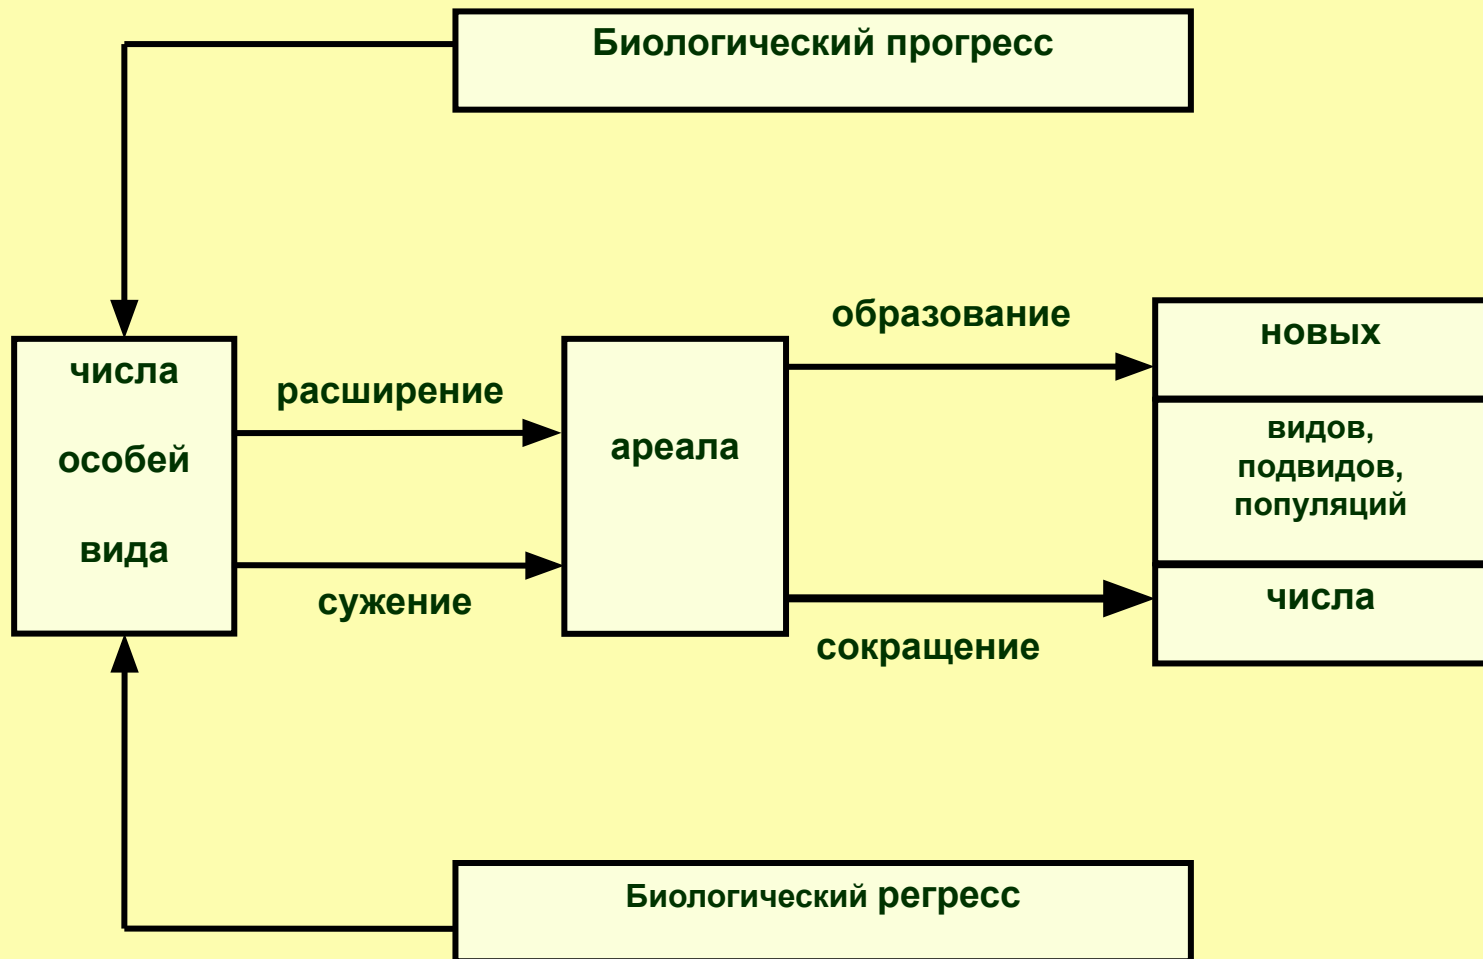 Биологический прогресс
числа
особей
вида
расширение
сужение
ареала
образование
сокращение
новых
видов,
подвидов,
популяций
числа
Биологический регресс